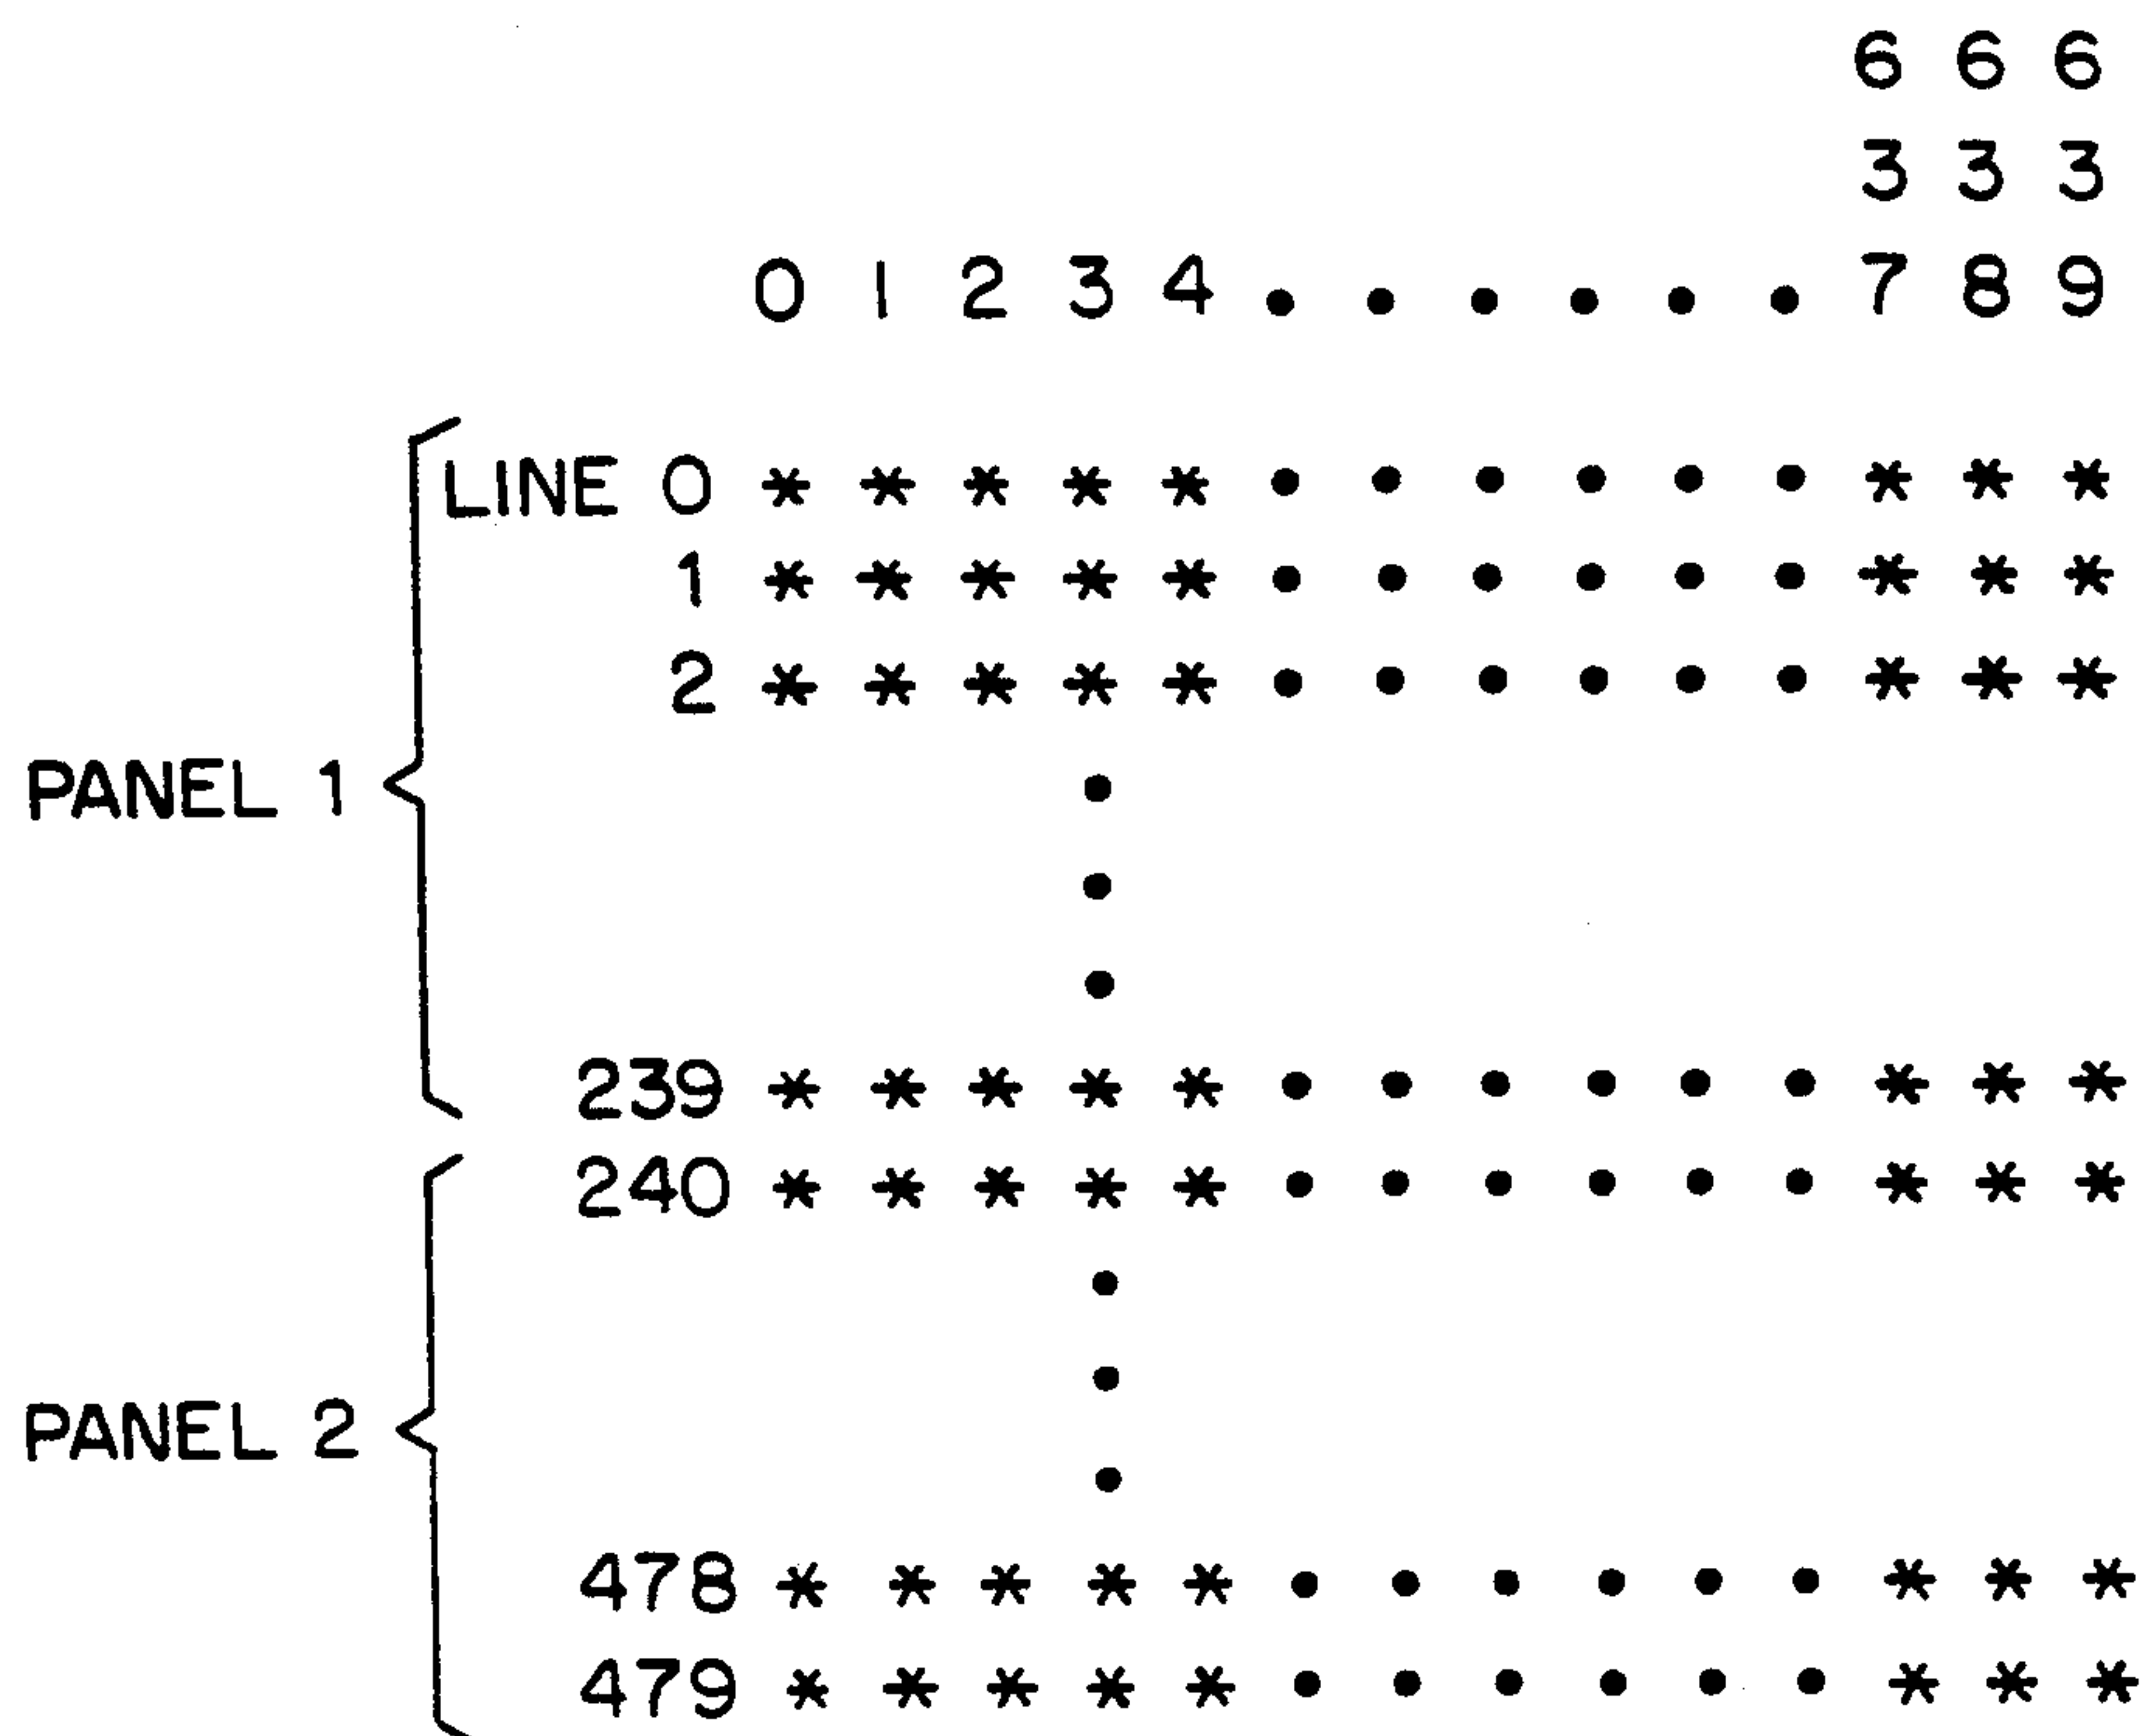 6 6 6
3 3 3
0 1 2 3 4 . . . . . . 7 8 9
LINE 0 * * * * * . . . . . . * * *
1 * * * * * . . . . . . * * *
2 * * * * * . . . . . . * * *
PANEL 1
239 * * * * * . . . . . . * * *
240 * * * * * . . . . . . * * *
PANEL 2
478 * * * * * . . . . . . * * *
479 * * * * * . . . . . . * * *